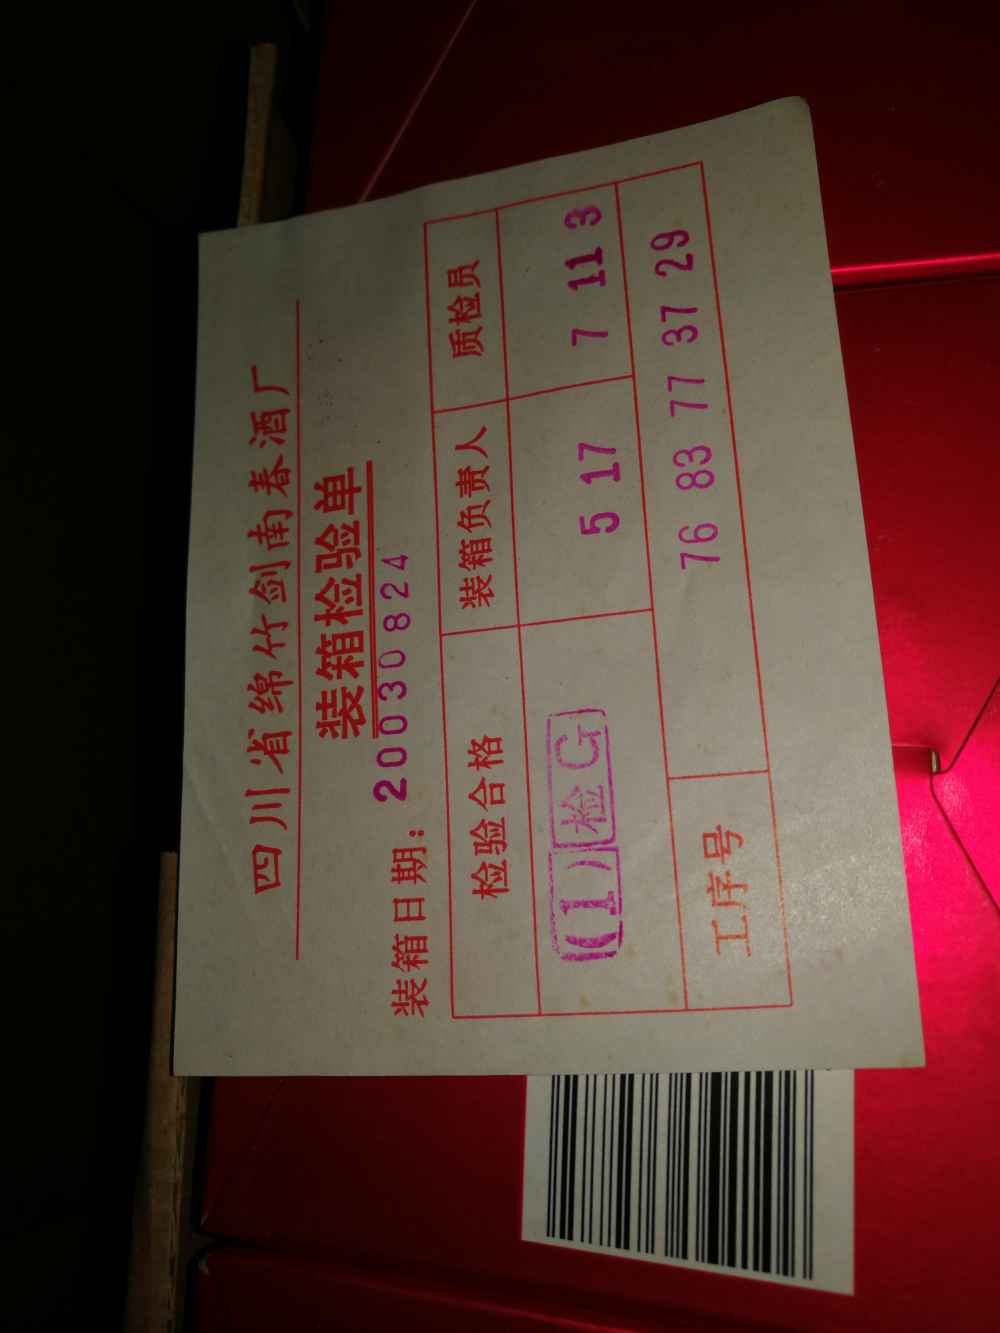 四川省绵竹剑南春酒厂
装箱检验单
装箱日期：20030824
检验合格 装箱负责人 质检员
(1)检G 5 17 7 11 3
工序号 76 83 77 37 29